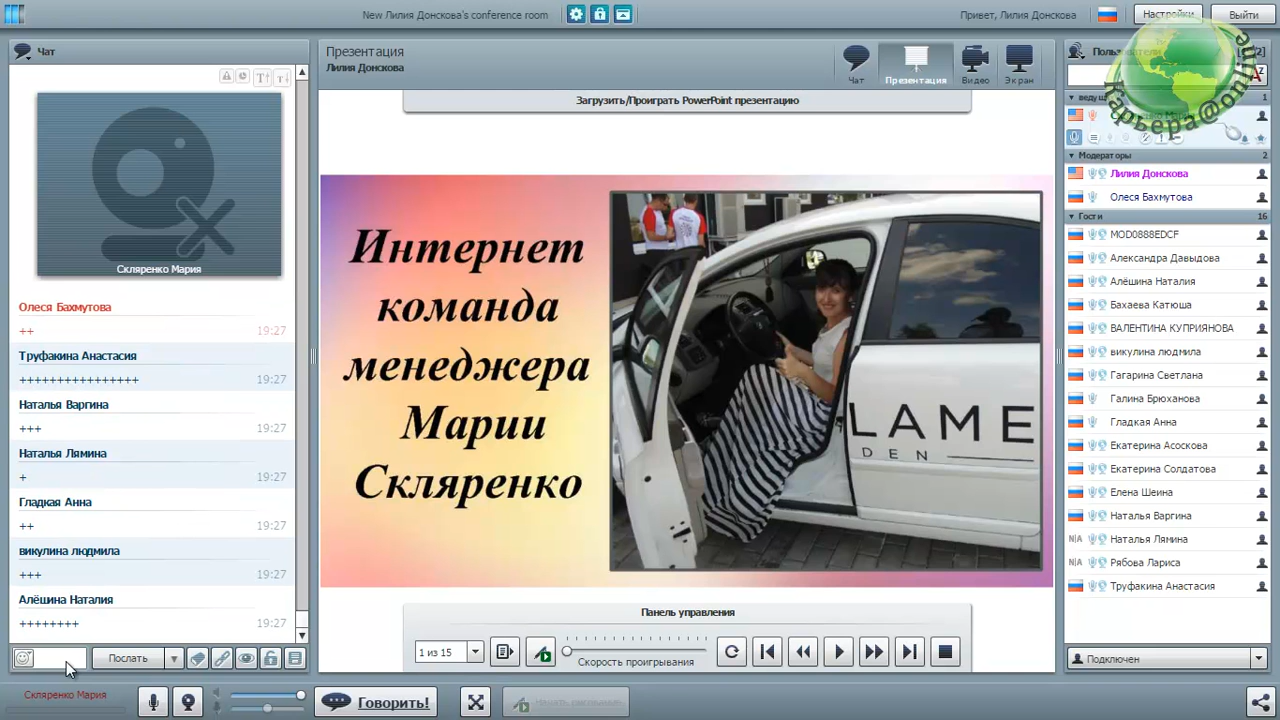 New Лилия Донскова's conference room
Привет, Лилия Донскова
Настройки
Выйти
Чат
Скляренко Мария
Олеся Бахмутова
++
19:27
Труфакина Анастасия
++++++++++++++++
19:27
Наталья Варгина
+++
19:27
Наталья Лямина
+
19:27
Гладкая Анна
++
19:27
викулина людмила
+++
19:27
Алёшина Наталия
++++++++
19:27
Послать
Скляренко Мария
Говорить!
Презентация
Лилия Донскова
Чат
Презентация
Видео
Экран
Загрузить/Проиграть PowerPoint презентацию
Интернет
команда
менеджера
Марии
Скляренко
LAME
DEN
Панель управления
1 из 15
Скорость проигрывания
карьера@online
Модераторы
2
Лилия Донскова
Олеся Бахмутова
Гости
16
MOD0888EDCF
Александра Давыдова
Алёшина Наталия
Бахаева Катюша
ВАЛЕНТИНА КУПРИЯНОВА
викулина людмила
Гагарина Светлана
Галина Брюханова
Гладкая Анна
Екатерина Асоскова
Екатерина Солдатова
Елена Шеина
Наталья Варгина
N/A Наталья Лямина
N/A Рябова Лариса
Труфакина Анастасия
Подключен